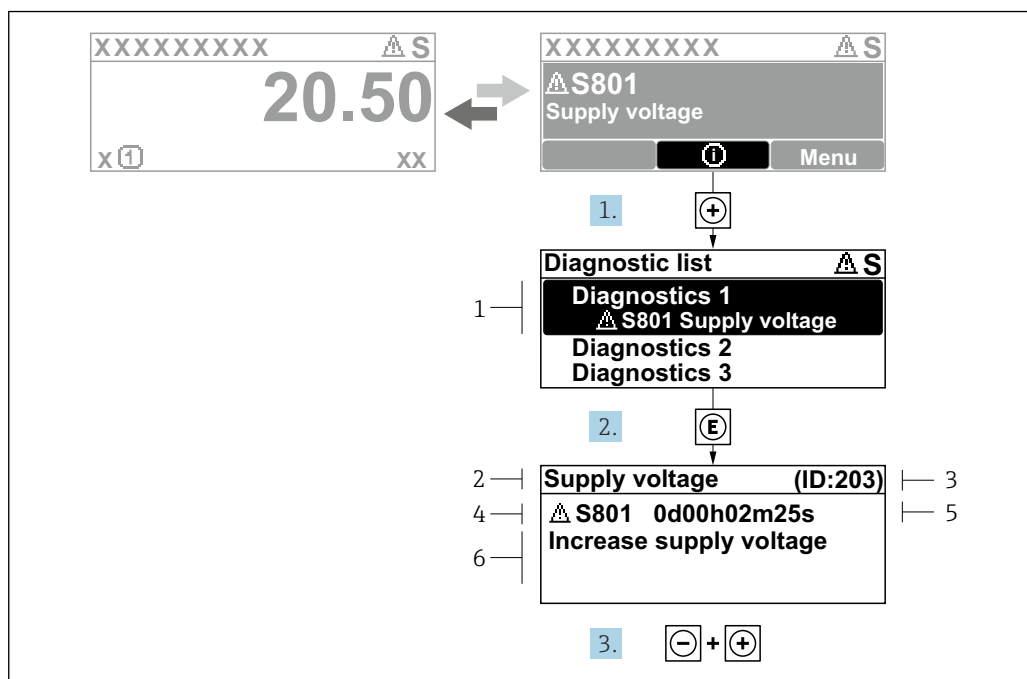 XXXXXXXXX ⚠ S
20.50
x ① xx
XXXXXXXXX ⚠ S
⚠ S801
Supply voltage
ⓘ Menu
1. ⊕
Diagnostic list ⚠ S
1
Diagnostics 1
⚠ S801 Supply voltage
Diagnostics 2
Diagnostics 3
2. Ⓔ
2 Supply voltage (ID:203) 3
4 ⚠ S801 0d00h02m25s 5
6 Increase supply voltage
3. ⊖ + ⊕